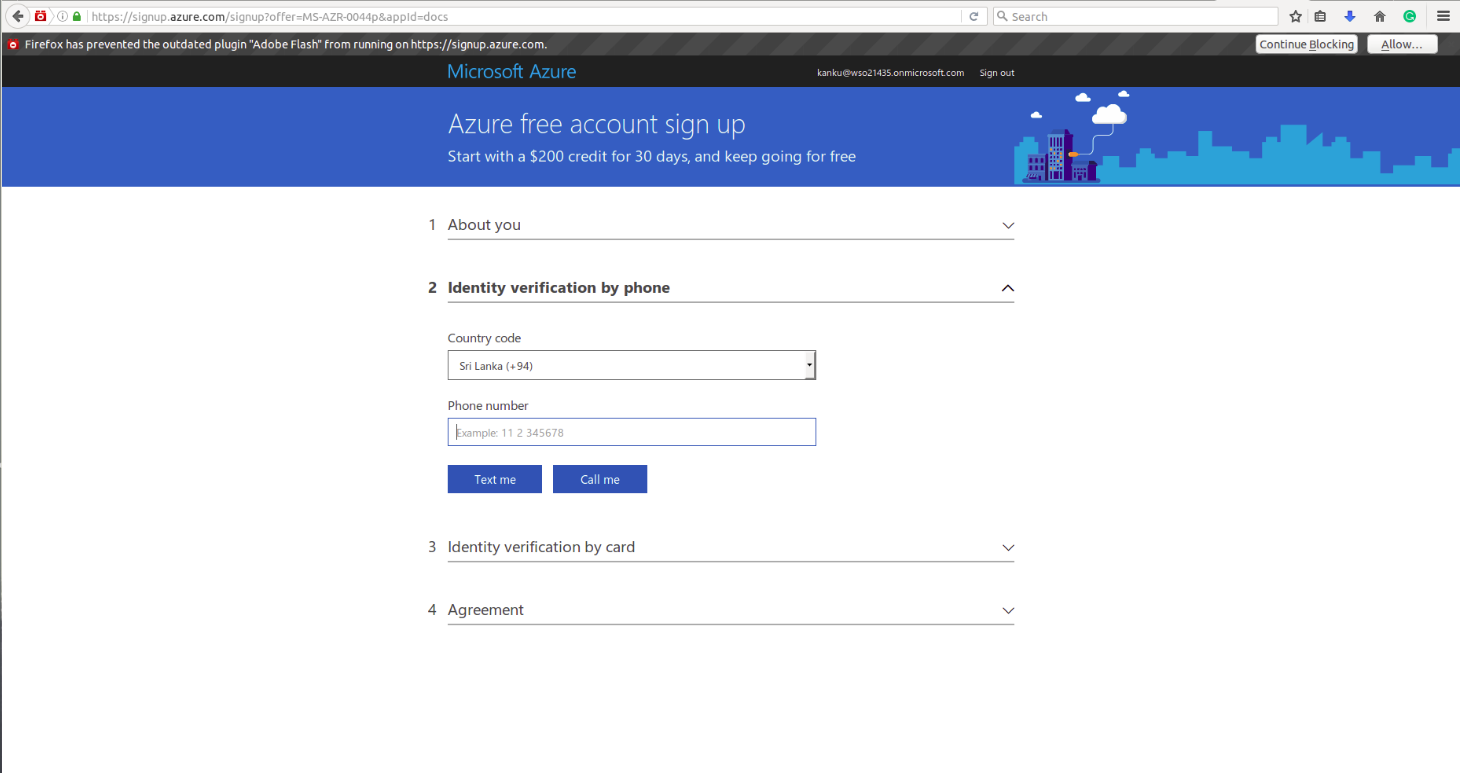 https://signup.azure.com/signup?offer=MS-AZR-0044p&appId=docs
Search
Firefox has prevented the outdated plugin "Adobe Flash" from running on https://signup.azure.com.
Continue Blocking
Allow...
Microsoft Azure
kanku@wso21435.onmicrosoft.com
Sign out
Azure free account sign up
Start with a $200 credit for 30 days, and keep going for free
1 About you
2 Identity verification by phone
Country code
Sri Lanka (+94)
Phone number
Example: 11 2 345678
Text me
Call me
3 Identity verification by card
4 Agreement